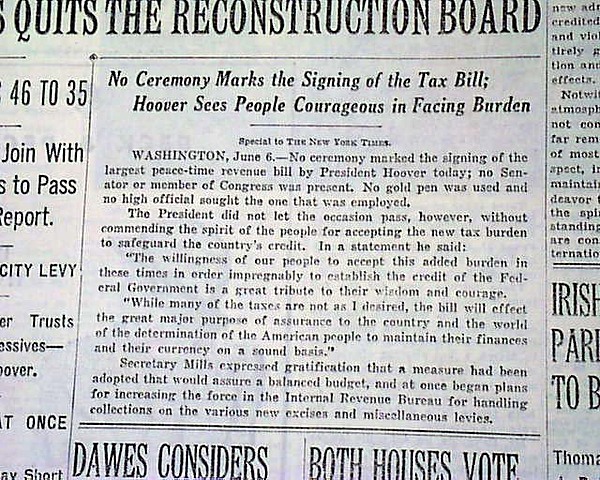 S QUITS THE RECONSTRUCTION BOARD
46 TO 35
Join With
s to Pass
Report.
CITY LEVY
er Trusts
essives—
oover.
AT ONCE
ay Short
No Ceremony Marks the Signing of the Tax Bill;
Hoover Sees People Courageous in Facing Burden
Special to THE NEW YORK TIMES.
WASHINGTON, June 6.—No ceremony marked the signing of the
largest peace-time revenue bill by President Hoover today; no Sen-
ator or member of Congress was present. No gold pen was used and
no high official sought the one that was employed.
The President did not let the occasion pass, however, without
commending the spirit of the people for accepting the new tax burden
to safeguard the country's credit. In a statement he said:
"The willingness of our people to accept this added burden in
these times in order impregnably to establish the credit of the Fed-
eral Government is a great tribute to their wisdom and courage.
"While many of the taxes are not as I desired, the bill will effect
the great major purpose of assurance to the country and the world
of the determination of the American people to maintain their finances
and their currency on a sound basis."
Secretary Mills expressed gratification that a measure had been
adopted that would assure a balanced budget, and at once began plans
for increasing the force in the Internal Revenue Bureau for handling
collections on the various new excises and miscellaneous levies.
DAWES CONSIDERS
BOTH HOUSES VOTE
new adr
credited
and viol
tirely g
tion and
effects.
Notwit
atmosph
not con
far rem
of most
spect, in
maintai
deavor t
the spir
standing
are cons
ternatio
IRISH
PARL
TO B
Thoma